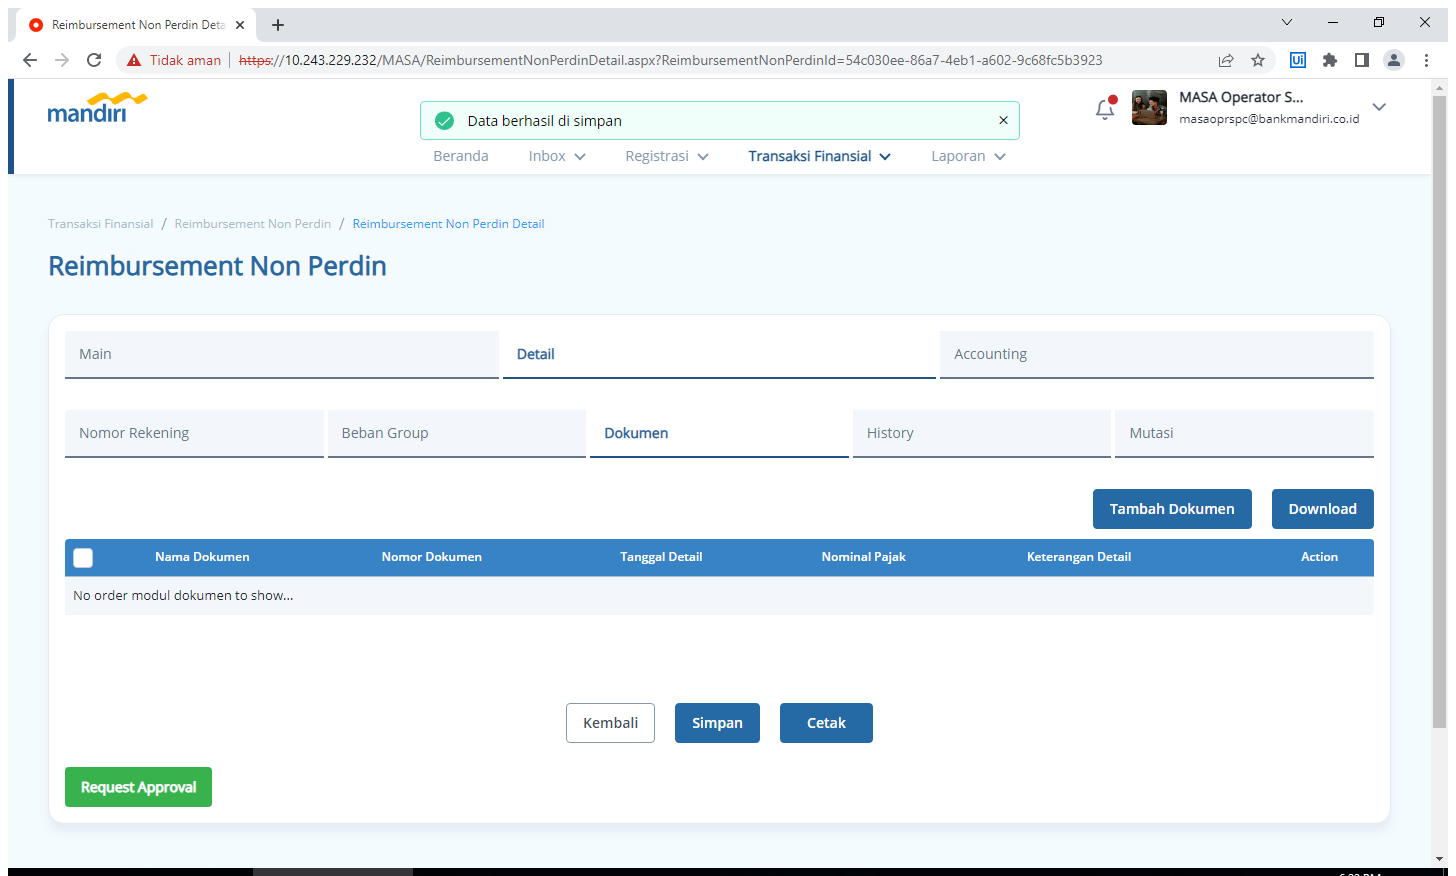 Reimbursement Non Perdin Deta
Tidak aman
https://10.243.229.232/MASA/ReimbursementNonPerdinDetail.aspx?ReimbursementNonPerdinId=54c030ee-86a7-4eb1-a602-9c68fc5b3923
Ui
mandiri
Data berhasil di simpan
MASA Operator S...
masaoprspc@bankmandiri.co.id
Beranda
Inbox
Registrasi
Transaksi Finansial
Laporan
Transaksi Finansial / Reimbursement Non Perdin / Reimbursement Non Perdin Detail
Reimbursement Non Perdin
Main
Detail
Accounting
Nomor Rekening
Beban Group
Dokumen
History
Mutasi
Tambah Dokumen
Download
Nama Dokumen
Nomor Dokumen
Tanggal Detail
Nominal Pajak
Keterangan Detail
Action
No order modul dokumen to show...
Kembali
Simpan
Cetak
Request Approval